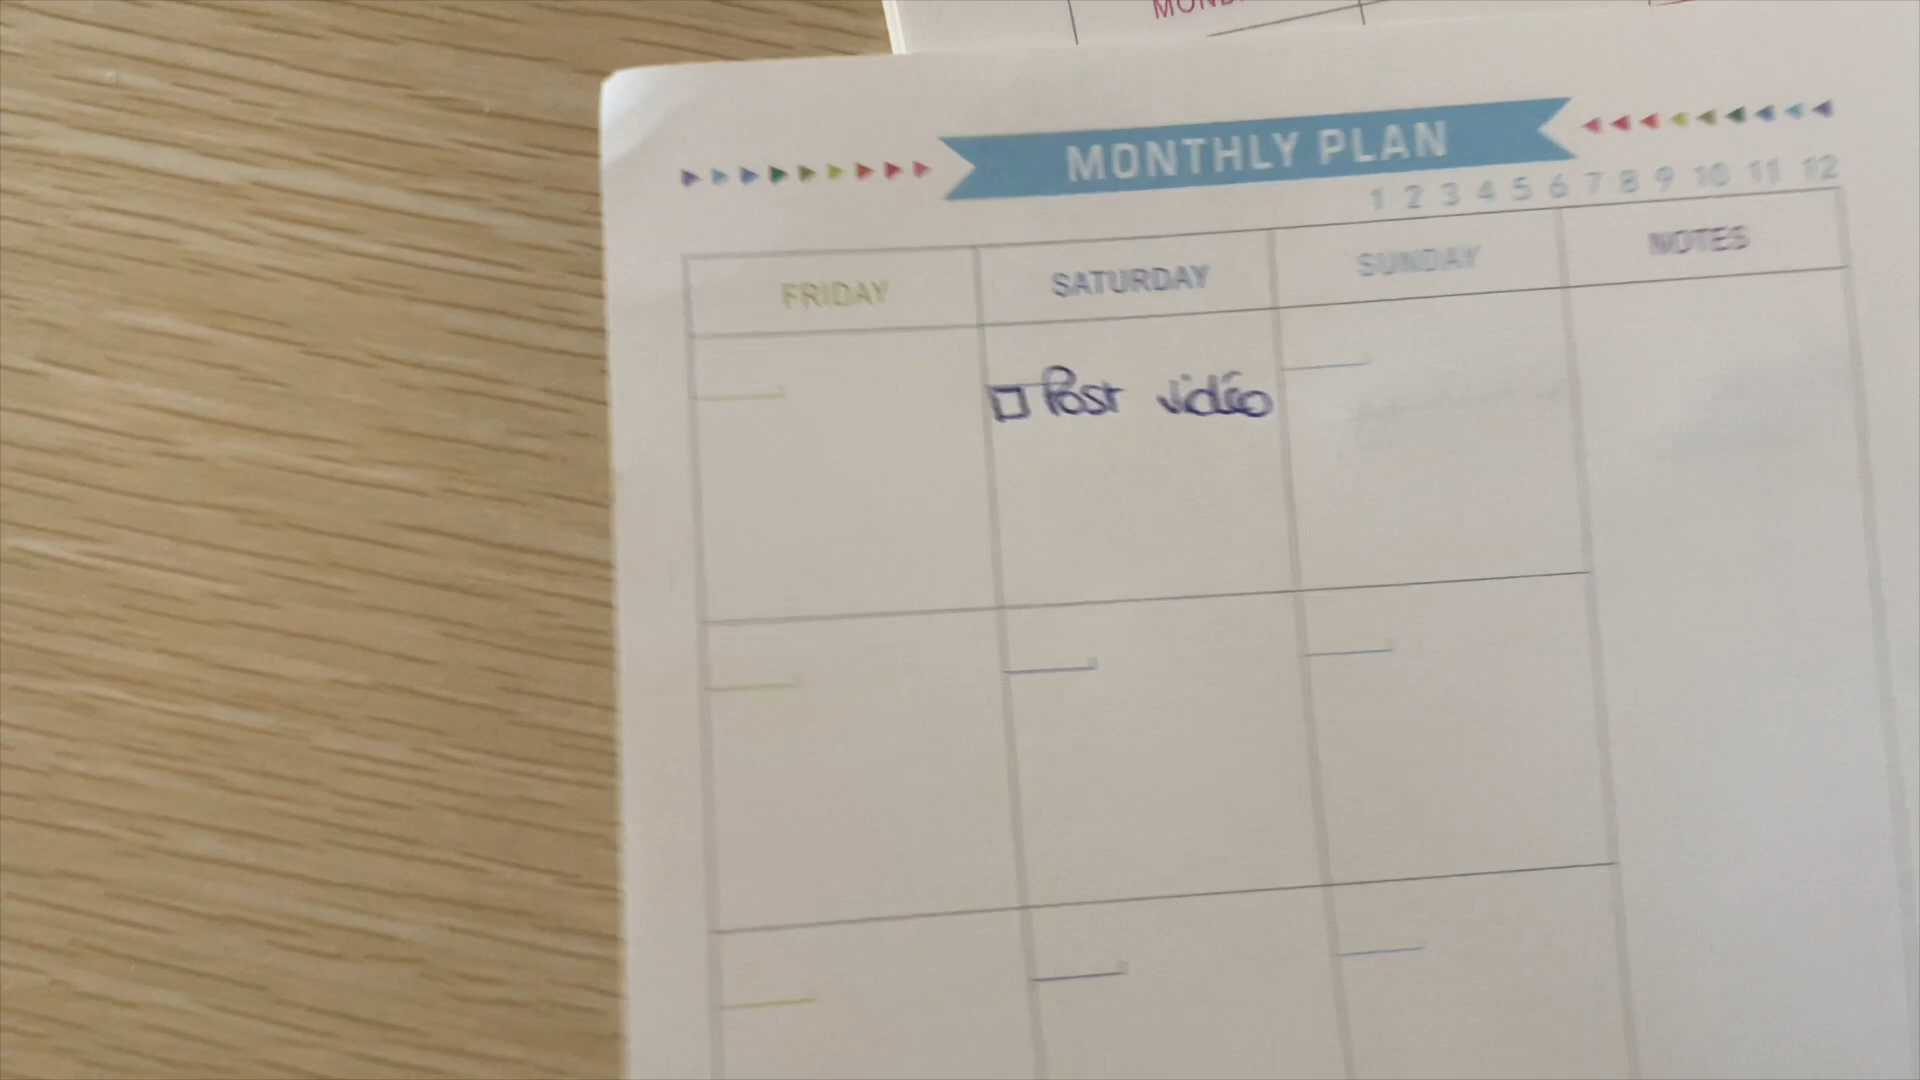 MOND
MONTHLY PLAN
1 2 3 4 5 6 7 8 9 10 11 12
FRIDAY SATURDAY SUNDAY NOTES
Post vidéo